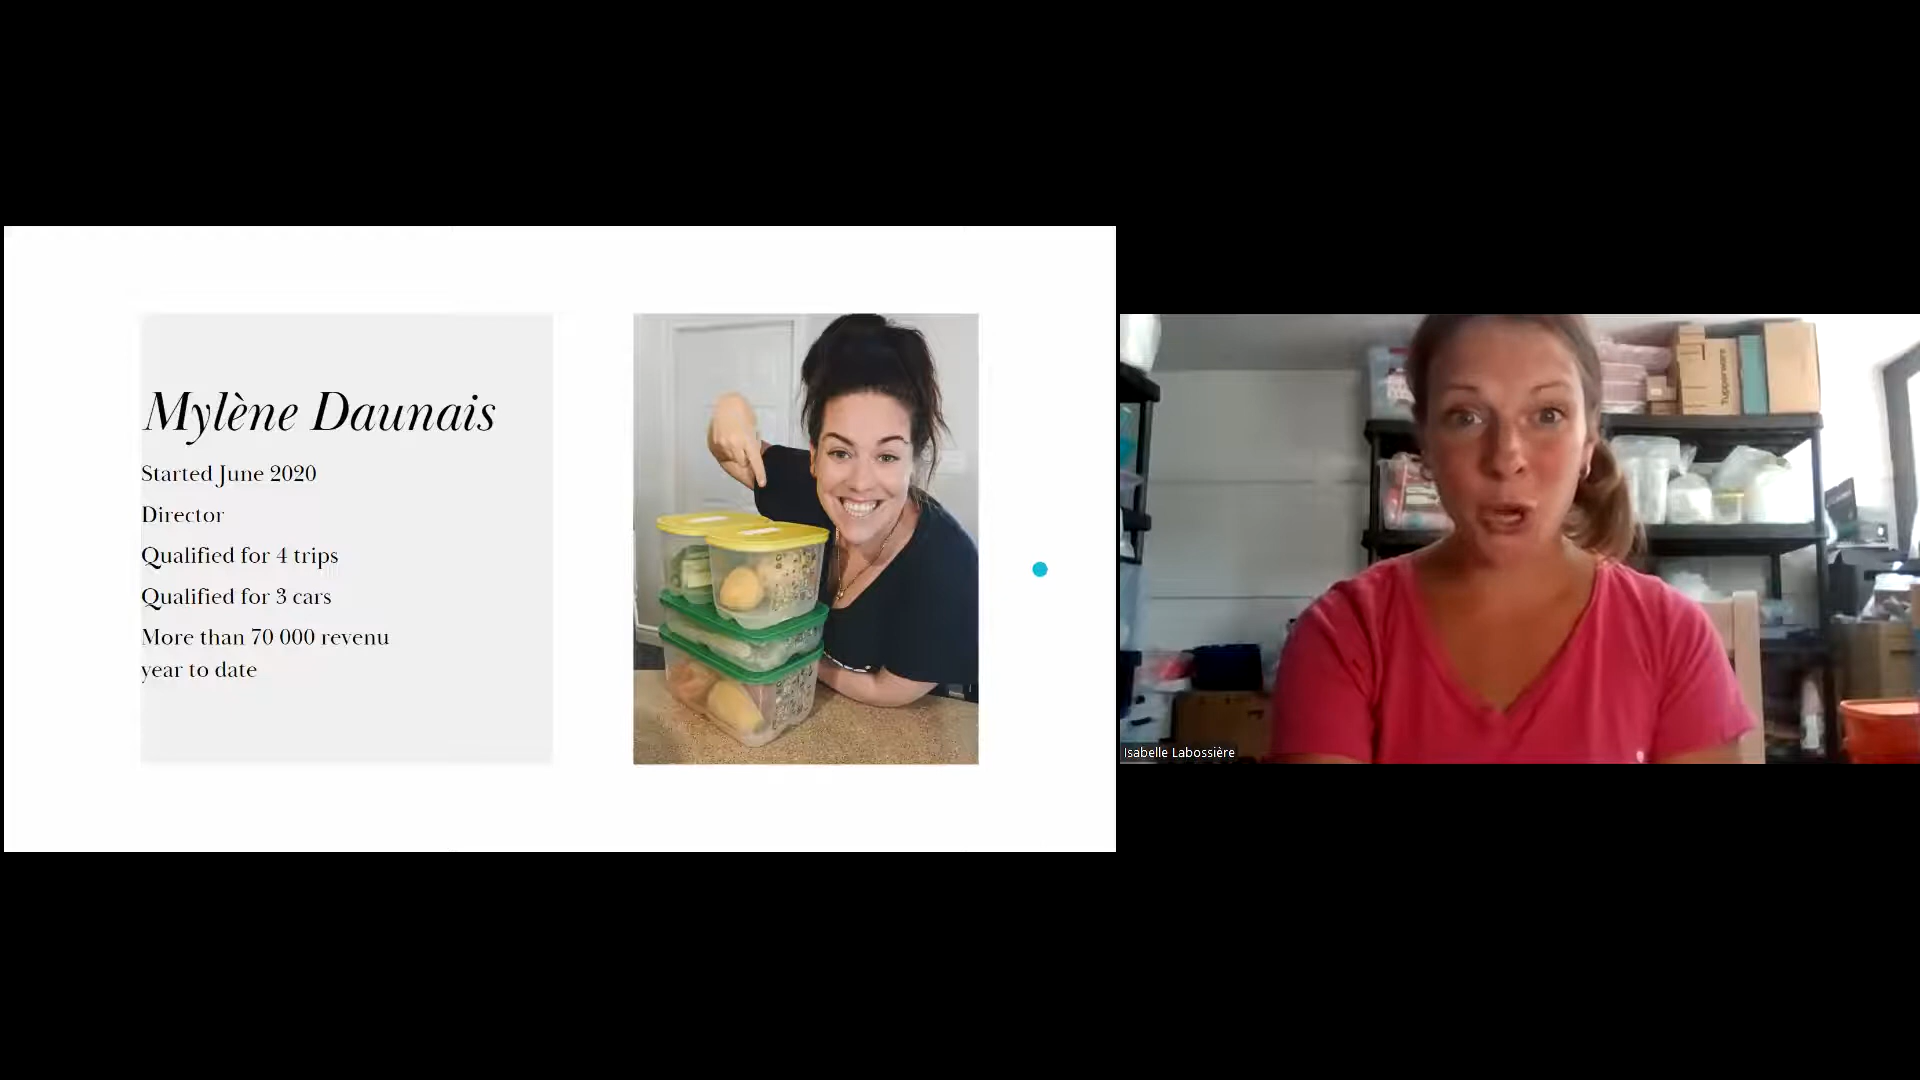 Mylène Daunais
Started June 2020
Director
Qualified for 4 trips
Qualified for 3 cars
More than 70 000 revenu
year to date
Tupperware
Isabelle Labossière